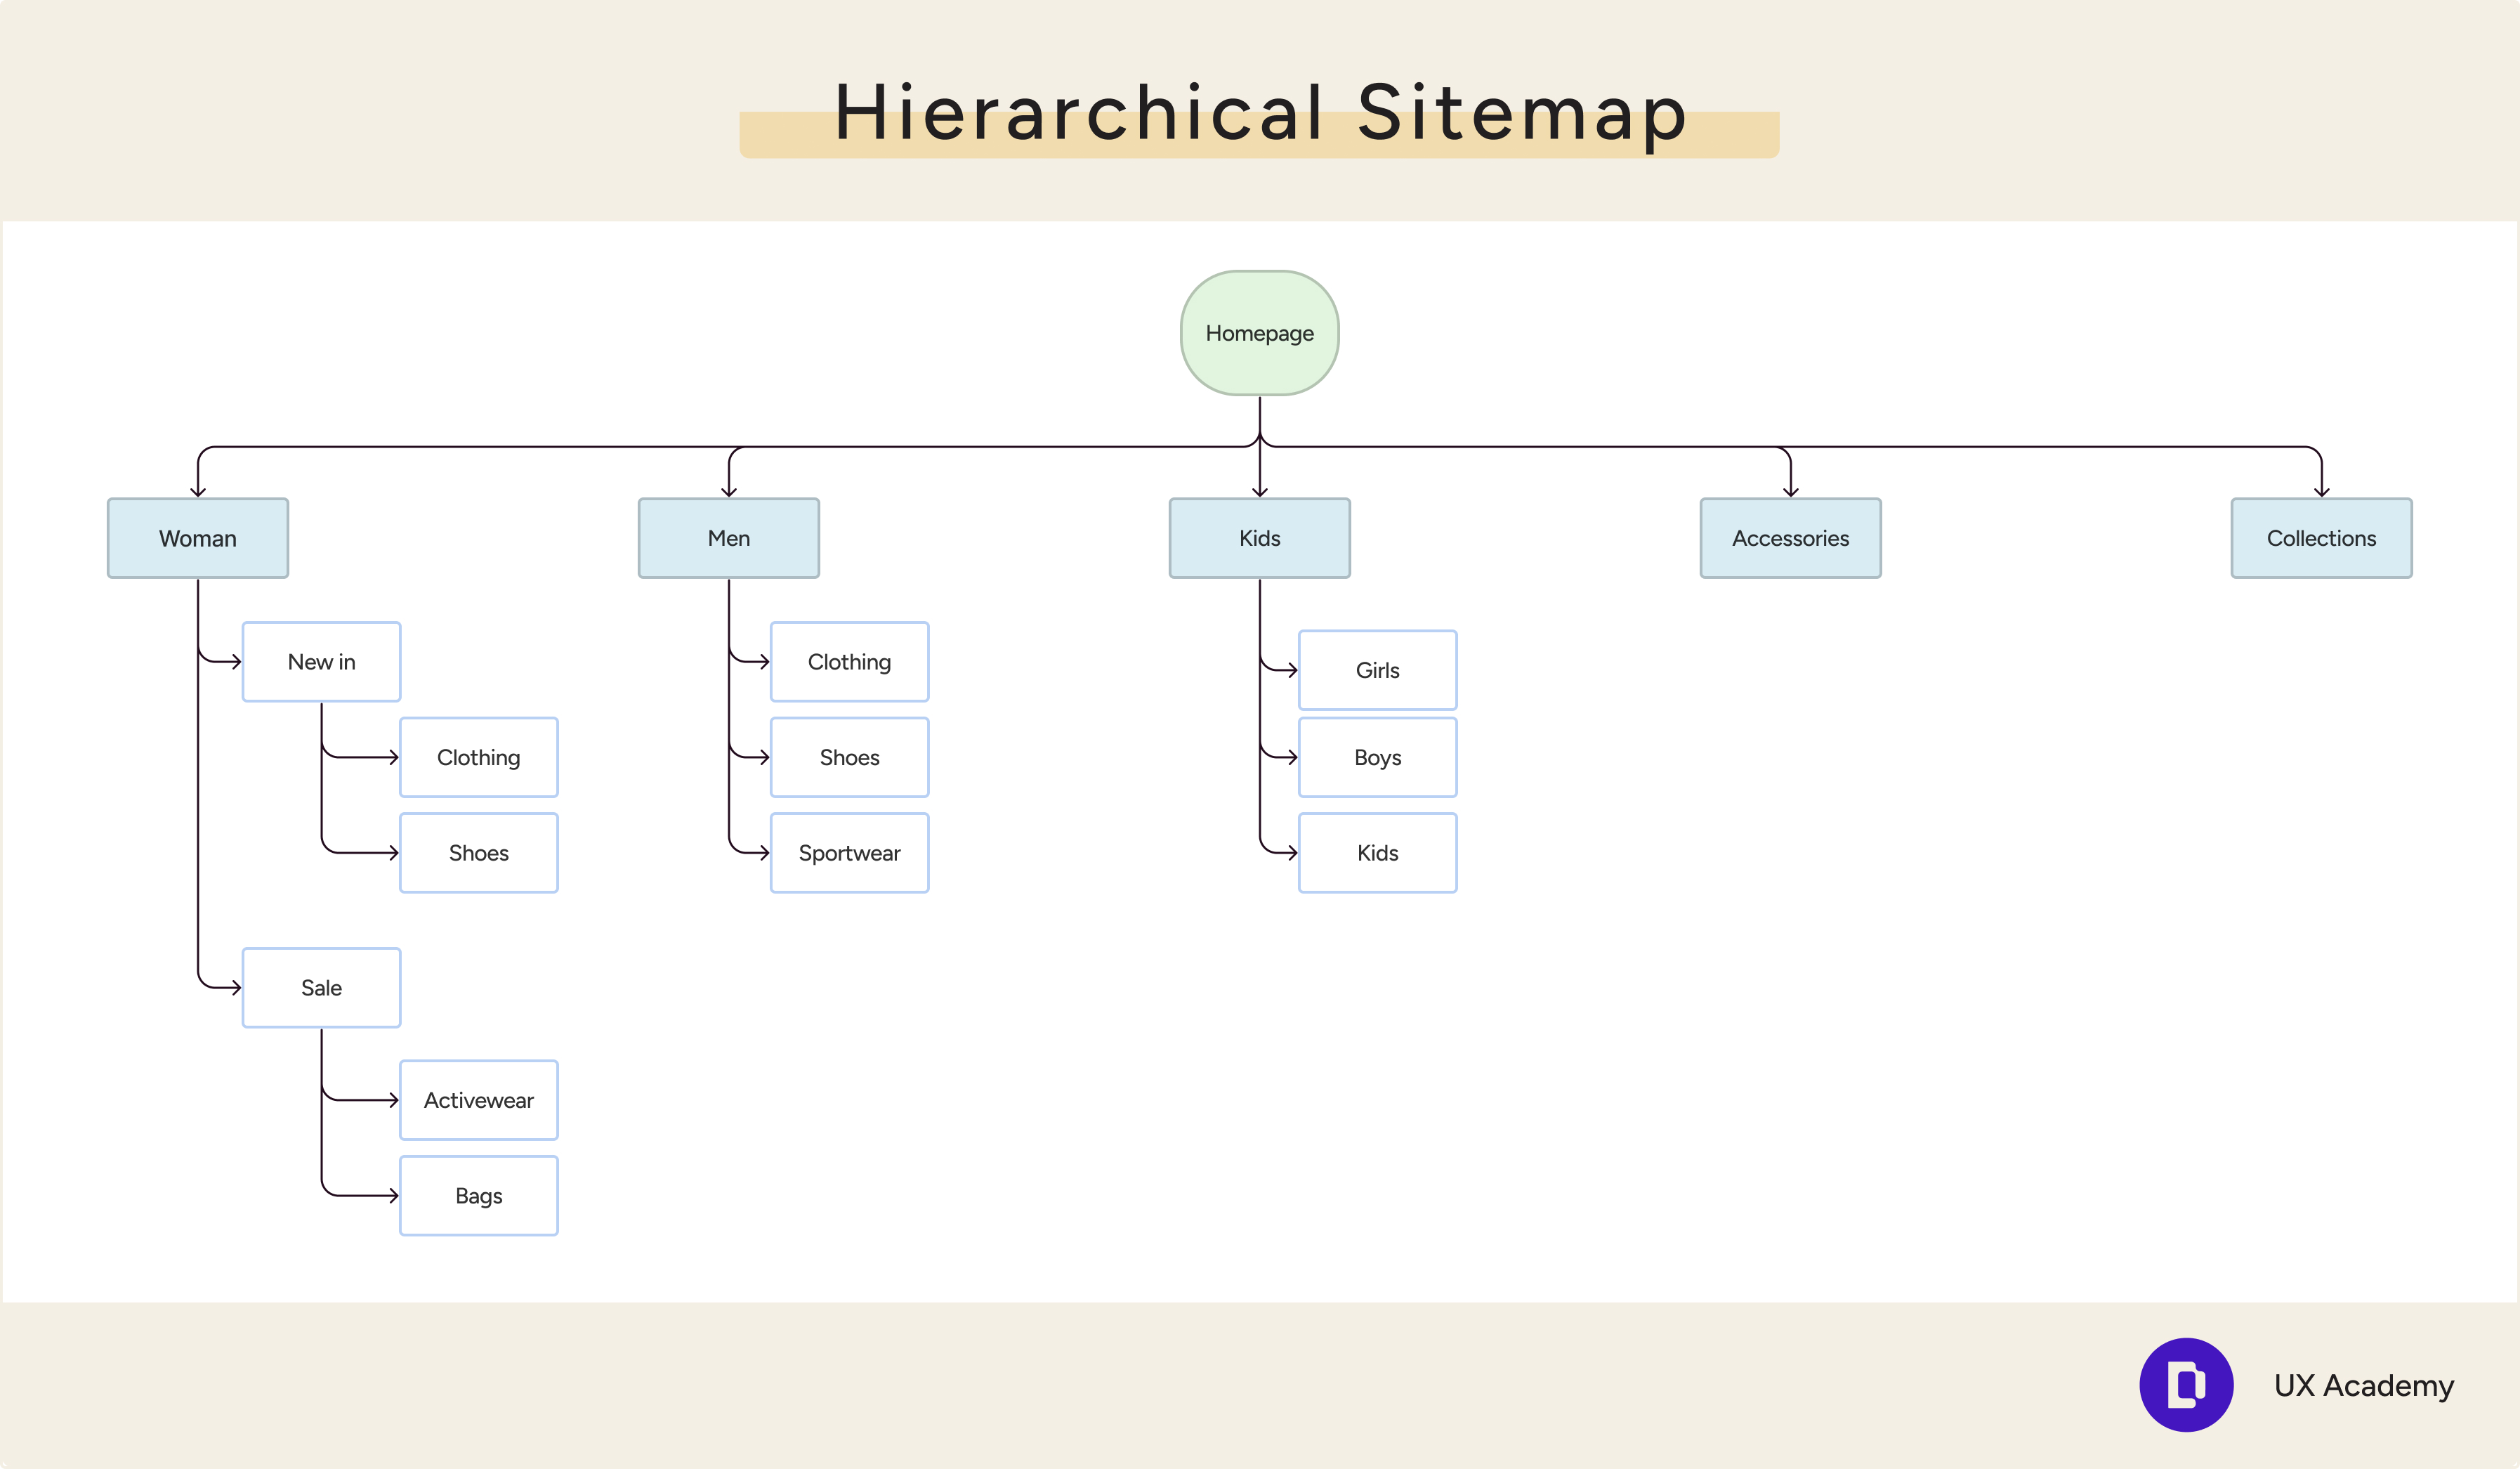 Hierarchical Sitemap
Homepage
Woman
Men
Kids
Accessories
Collections
New in
Clothing
Shoes
Sale
Activewear
Bags
Clothing
Shoes
Sportwear
Girls
Boys
Kids
UX Academy